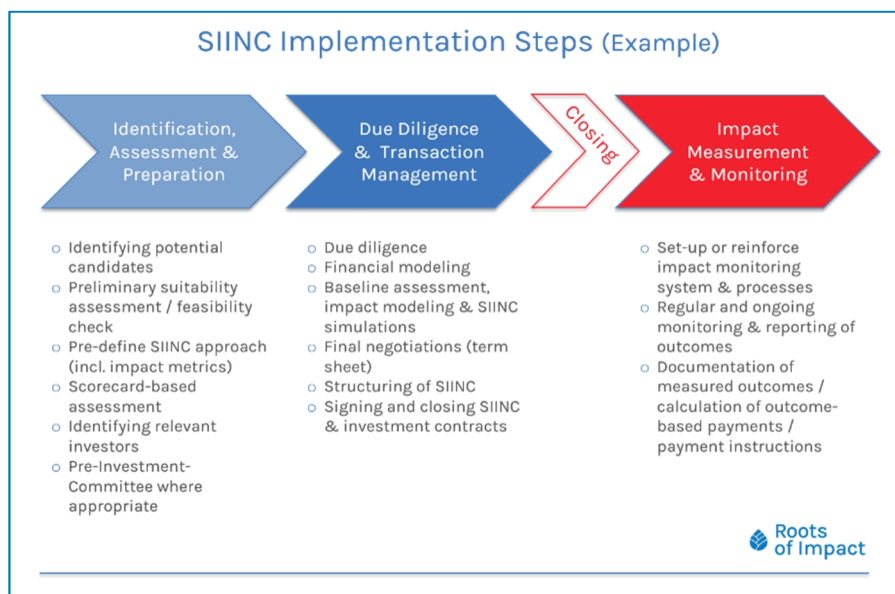 SIINC Implementation Steps (Example)
Identification,
Assessment &
Preparation
Due Diligence
& Transaction
Management
Closing
Impact
Measurement
& Monitoring
o Identifying potential
candidates
o Preliminary suitability
assessment / feasibility
check
o Pre-define SIINC approach
(incl. impact metrics)
o Scorecard-based
assessment
o Identifying relevant
investors
o Pre-Investment-
Committee where
appropriate
o Due diligence
o Financial modeling
o Baseline assessment,
impact modeling & SIINC
simulations
o Final negotiations (term
sheet)
o Structuring of SIINC
o Signing and closing SIINC
& investment contracts
o Set-up or reinforce
impact monitoring
system & processes
o Regular and ongoing
monitoring & reporting of
outcomes
o Documentation of
measured outcomes /
calculation of outcome-
based payments /
payment instructions
Roots
of Impact